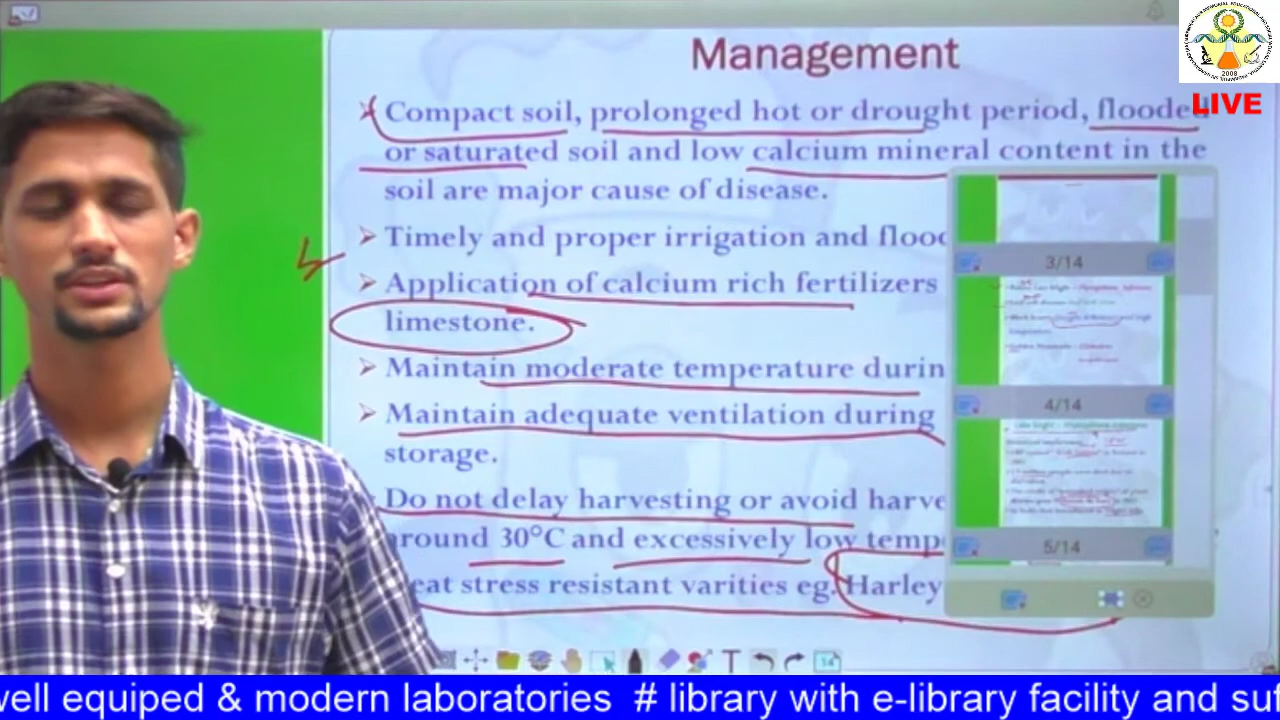 Management
LIVE
2008
Compact soil, prolonged hot or drought period, flooded
or saturated soil and low calcium mineral content in the
soil are major cause of disease.
Timely and proper irrigation and flood
Application of calcium rich fertilizers
limestone.
Maintain moderate temperature durin
Maintain adequate ventilation during
storage.
Do not delay harvesting or avoid harve
around 30°C and excessively low temp
eat stress resistant varities eg. Harley
3/14
4/14
5/14
T
14
well equiped & modern laboratories # library with e-library facility and suf